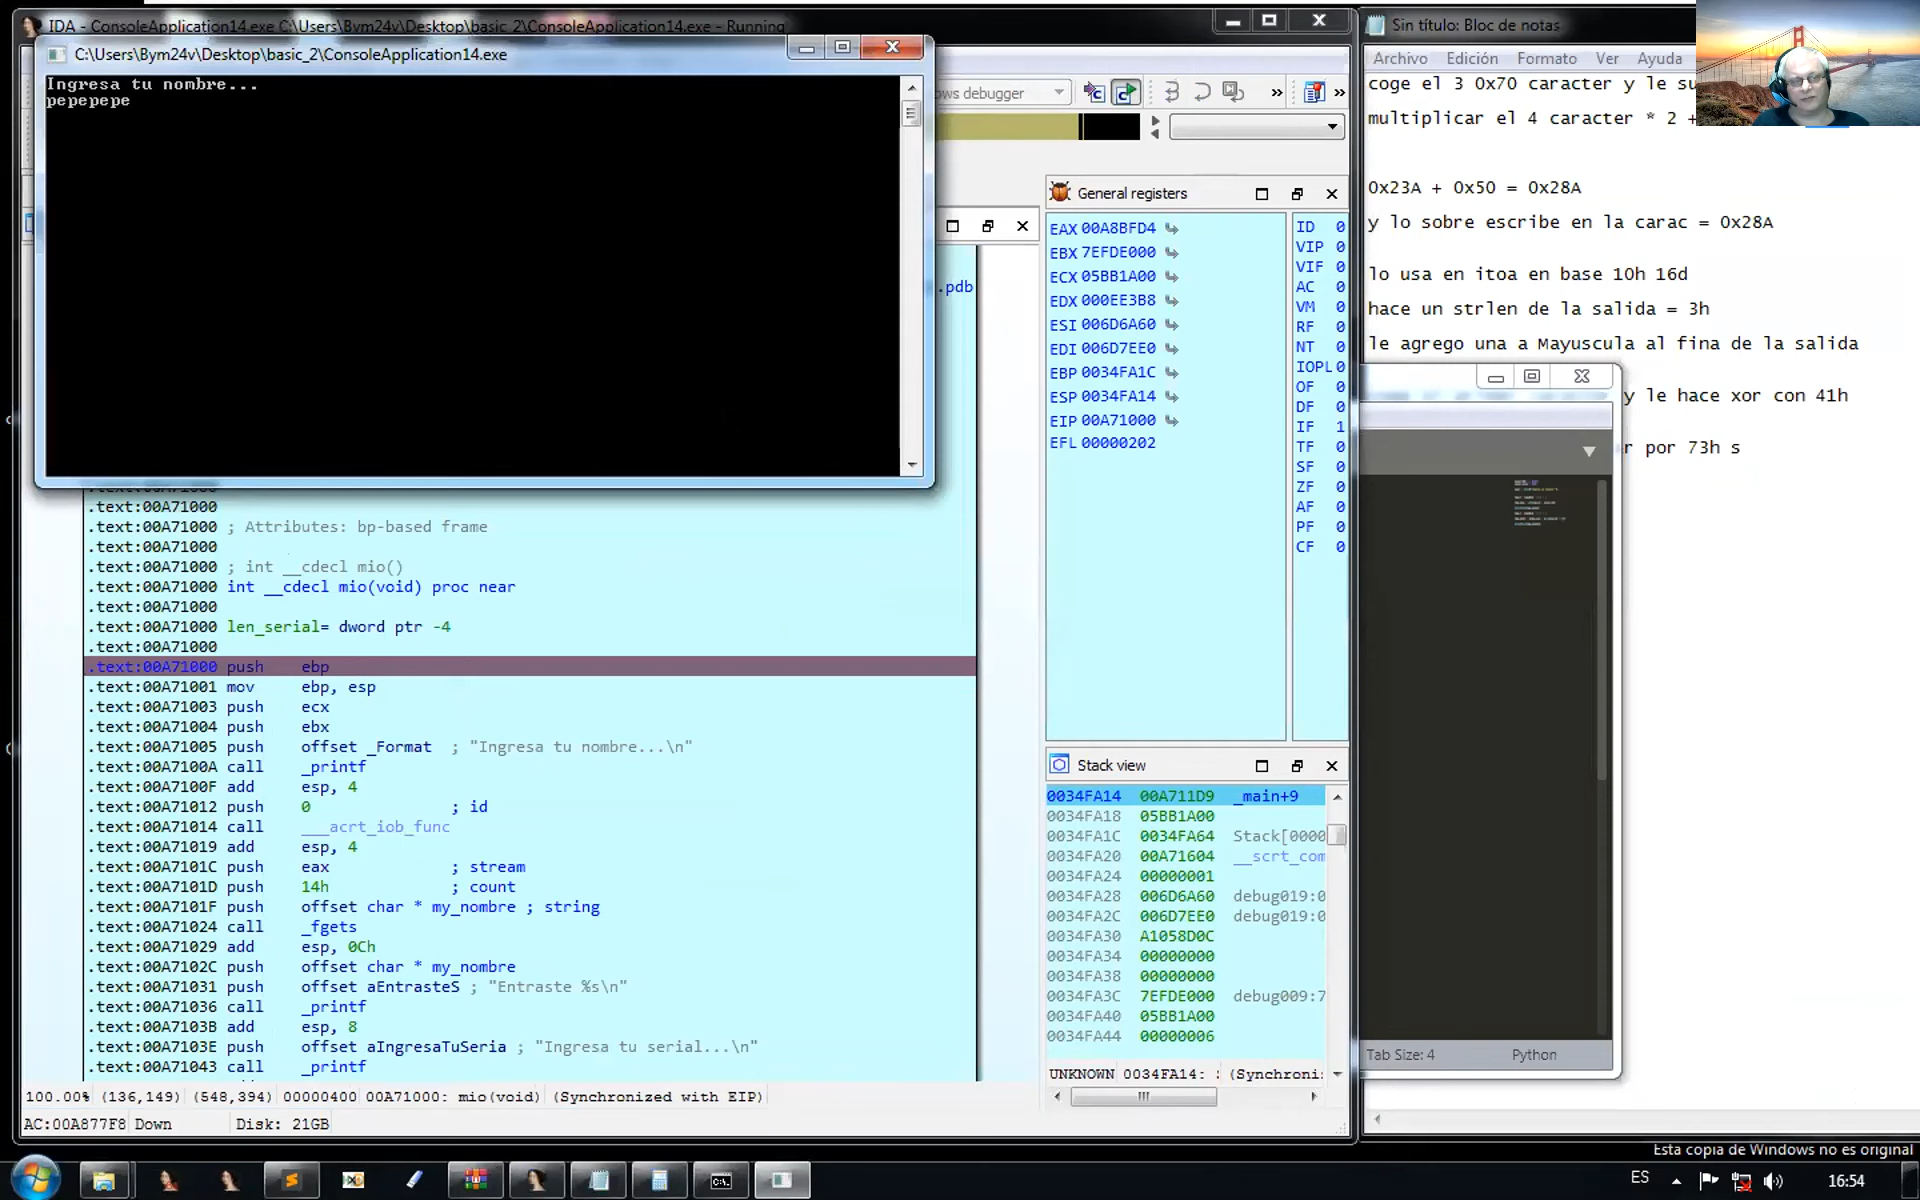 IDA - ConsoleApplication14.exe C:\Users\Bym24v\Desktop\basic_2\ConsoleApplication14.exe - Running
C:\Users\Bym24v\Desktop\basic_2\ConsoleApplication14.exe
Ingresa tu nombre...
pepepepe
ws debugger
.pdb
.text:00A71000
.text:00A71000
.text:00A71000 ; Attributes: bp-based frame
.text:00A71000
.text:00A71000 ; int __cdecl mio()
.text:00A71000 int __cdecl mio(void) proc near
.text:00A71000
.text:00A71000 len_serial= dword ptr -4
.text:00A71000
.text:00A71000 push ebp
.text:00A71001 mov ebp, esp
.text:00A71003 push ecx
.text:00A71004 push ebx
.text:00A71005 push offset _Format ; "Ingresa tu nombre...\n"
.text:00A7100A call _printf
.text:00A7100F add esp, 4
.text:00A71012 push 0 ; id
.text:00A71014 call ___acrt_iob_func
.text:00A71019 add esp, 4
.text:00A7101C push eax ; stream
.text:00A7101D push 14h ; count
.text:00A7101F push offset char * my_nombre ; string
.text:00A71024 call _fgets
.text:00A71029 add esp, 0Ch
.text:00A7102C push offset char * my_nombre
.text:00A71031 push offset aEntrasteS ; "Entraste %s\n"
.text:00A71036 call _printf
.text:00A7103B add esp, 8
.text:00A7103E push offset aIngresaTuSeria ; "Ingresa tu serial...\n"
.text:00A71043 call _printf
100.00% (136,149) (548,394) 00000400 00A71000: mio(void) (Synchronized with EIP)
AC:00A877F8 Down Disk: 21GB
General registers
EAX 00A8BFD4
EBX 7EFDE000
ECX 05BB1A00
EDX 000EE3B8
ESI 006D6A60
EDI 006D7EE0
EBP 0034FA1C
ESP 0034FA14
EIP 00A71000
EFL 00000202
ID 0
VIP 0
VIF 0
AC 0
VM 0
RF 0
NT 0
IOPL 0
OF 0
DF 0
IF 1
TF 0
SF 0
ZF 0
AF 0
PF 0
CF 0
Stack view
0034FA14 00A711D9 _main+9
0034FA18 05BB1A00
0034FA1C 0034FA64 Stack[0000
0034FA20 00A71604 __scrt_com
0034FA24 00000001
0034FA28 006D6A60 debug019:0
0034FA2C 006D7EE0 debug019:0
0034FA30 A1058D0C
0034FA34 00000000
0034FA38 00000000
0034FA3C 7EFDE000 debug009:7
0034FA40 05BB1A00
0034FA44 00000006
UNKNOWN 0034FA14: (Synchroni:
Sin título: Bloc de notas
Archivo Edición Formato Ver Ayuda
coge el 3 0x70 caracter y le su
multiplicar el 4 caracter * 2 +
0x23A + 0x50 = 0x28A
y lo sobre escribe en la carac = 0x28A
lo usa en itoa en base 10h 16d
hace un strlen de la salida = 3h
le agrego una a Mayuscula al fina de la salida
y le hace xor con 41h
r por 73h s
Tab Size: 4 Python
Esta copia de Windows no es original
ES 16:54